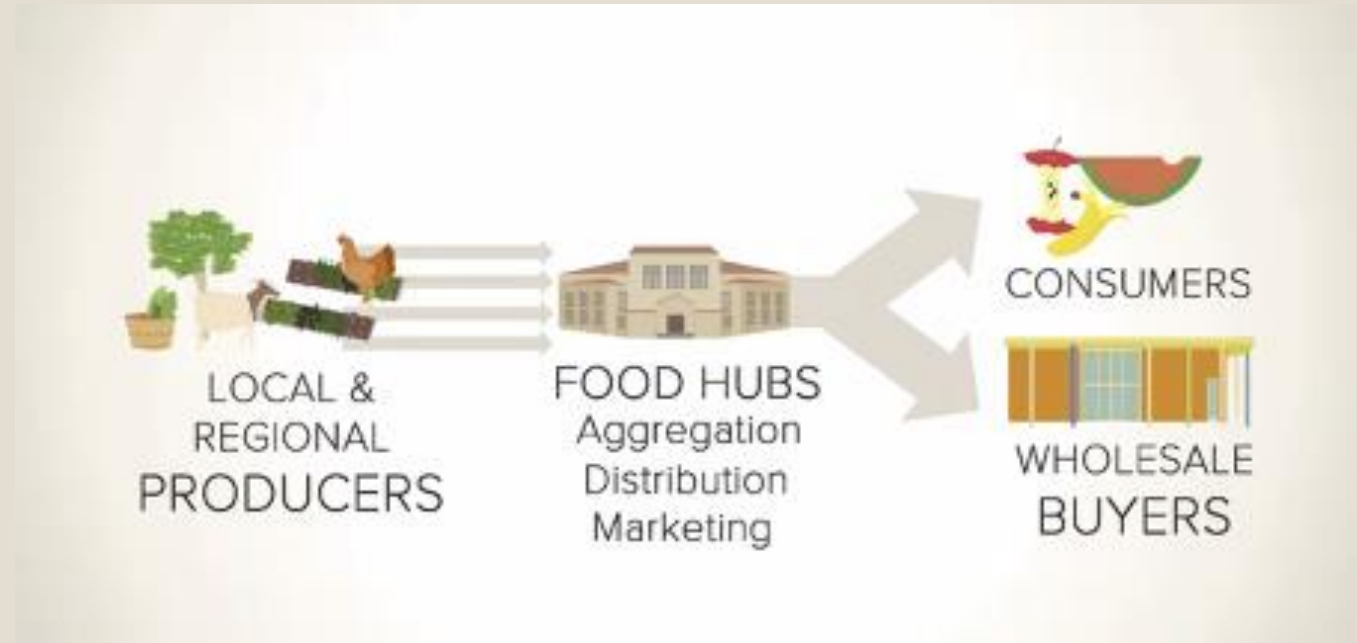 LOCAL &
REGIONAL
PRODUCERS
FOOD HUBS
Aggregation
Distribution
Marketing
CONSUMERS
WHOLESALE
BUYERS